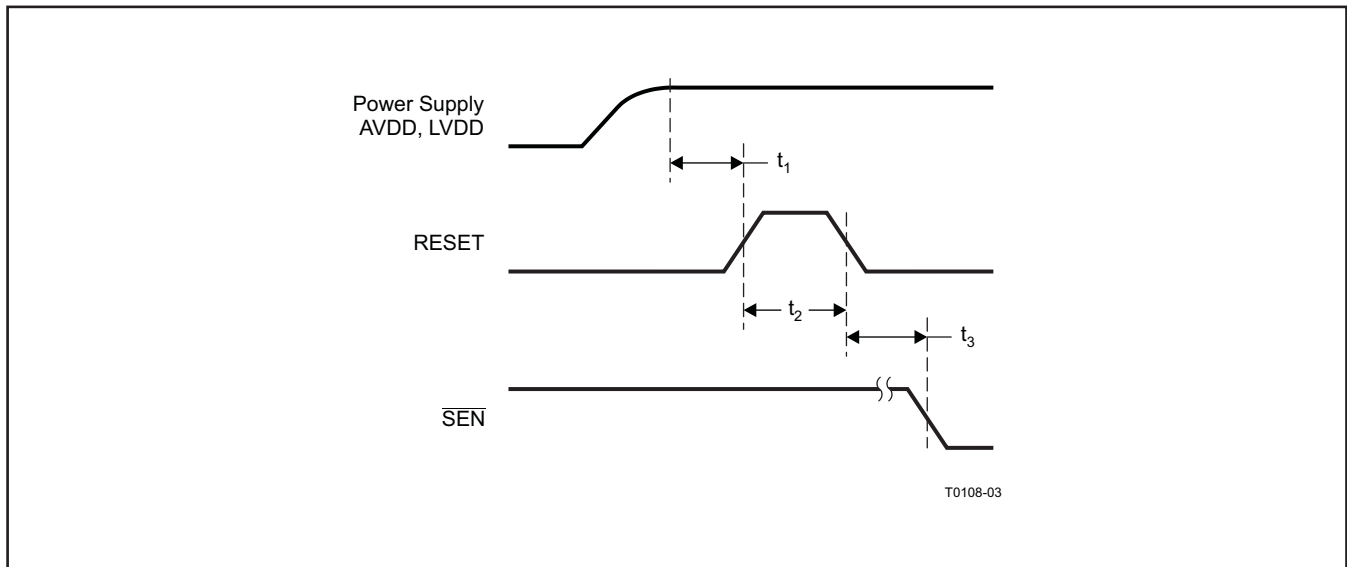 Power Supply
AVDD, LVDD
t1
RESET
t2
t3
SEN
T0108-03